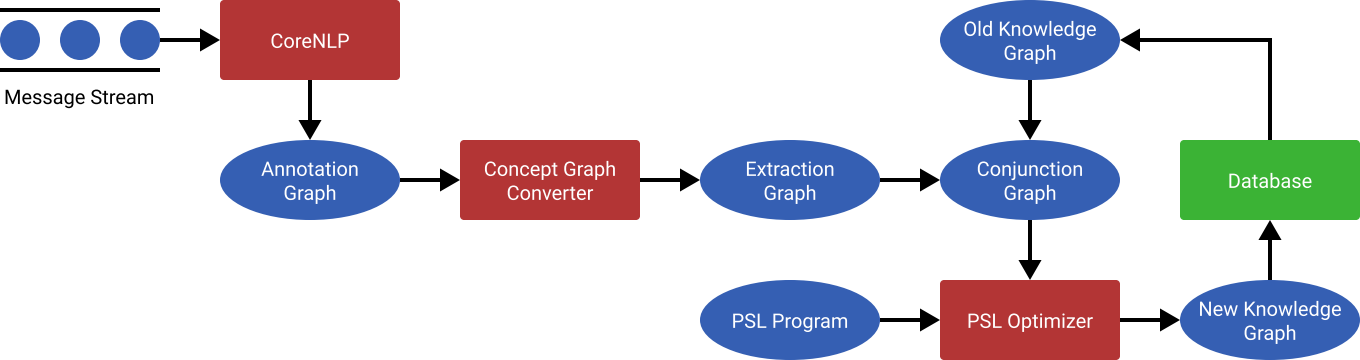 Message Stream
CoreNLP
Old Knowledge
Graph
Annotation
Graph
Concept Graph
Converter
Extraction
Graph
Conjunction
Graph
Database
PSL Program
PSL Optimizer
New Knowledge
Graph